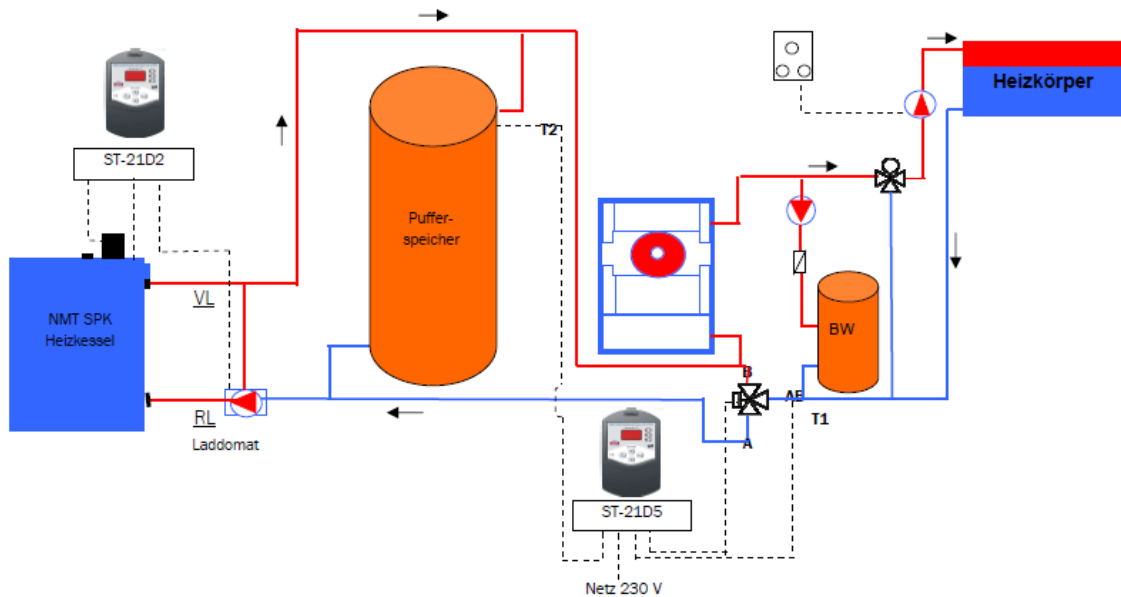 Heizkörper
ST-21D2
T2
Puffer-
speicher
NMT SPK
Heizkessel
VL
BW
B
AB
T1
RL
A
Laddomat
ST-21D5
Netz 230 V